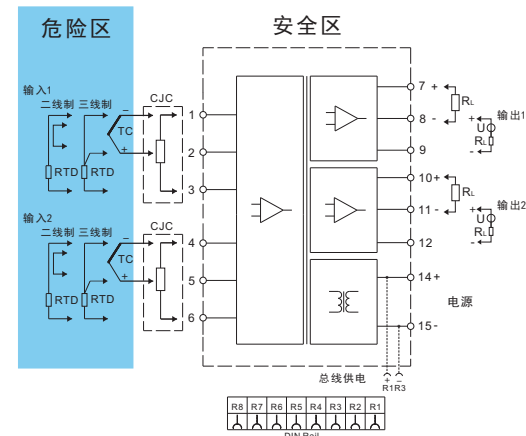 危险区
安全区
输入1
二线制 三线制
−
TC
+
RTD
RTD
CJC
1
2
3
输入2
二线制 三线制
−
TC
+
RTD
RTD
CJC
4
5
6
7 +
8 -
9
RL
+
U
RL
-
输出1
10+
11-
12
RL
+
U
RL
-
输出2
14+
电源
15-
总线供电
+ −
R1R3
R8 R7 R6 R5 R4 R3 R2 R1
DIN Rail